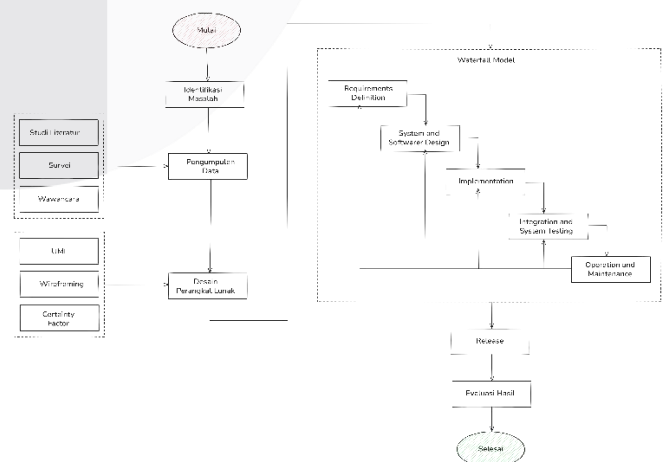 Mulai
Identifikasi
Masalah
Studi Literatur
Survei
Wawancara
Pengumpulan
Data
UML
Wireframing
Certainty
Factor
Desain
Perangkat Lunak
Waterfall Model
Requirements
Definition
System and
Softwarer Design
Implementation
Integration and
System Testing
Operation and
Maintenance
Release
Evaluasi Hasil
Selesai